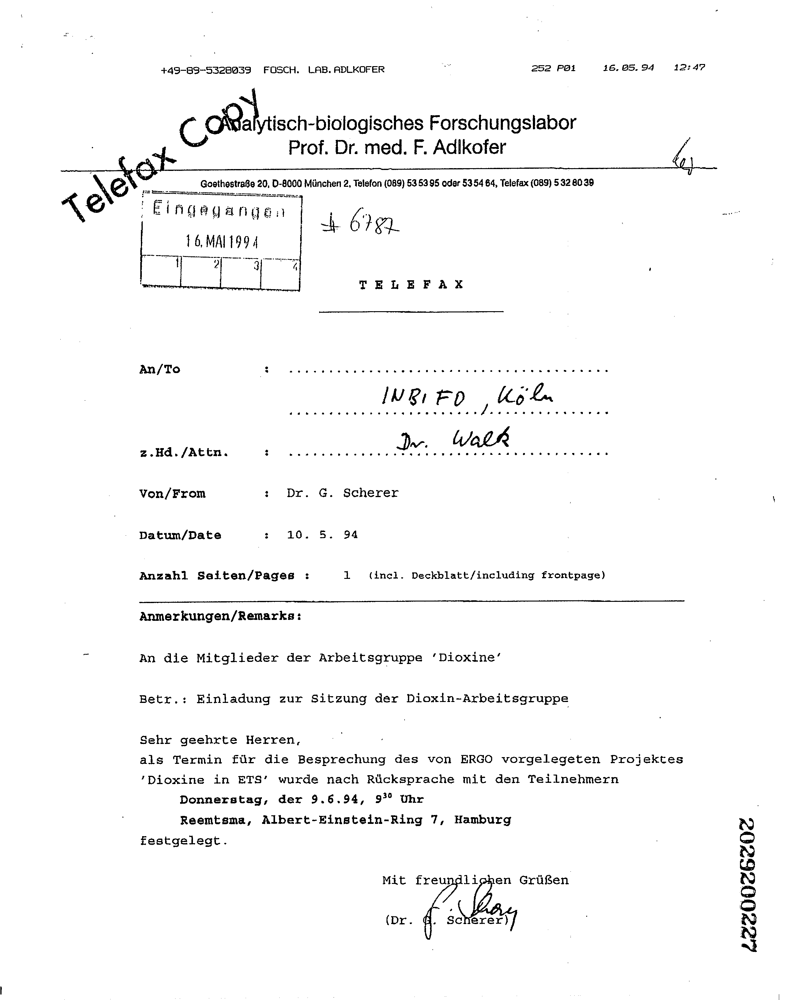 +49-89-5328039 FOSCH. LAB.ADLKOFER 252 P01 16.05.94 12:47
Telefax Copy
Analytisch-biologisches Forschungslabor
Prof. Dr. med. F. Adlkofer
Goethestraße 20, D-8000 München 2, Telefon (089) 53 53 95 oder 53 54 64, Telefax (089) 5 32 80 39
Eingegangen
16. MAI 1994
1 2 3 4
# 6787
TELEFAX
An/To : ........................................
INBIFO, Köln
z.Hd./Attn. : Dr. Walk
Von/From : Dr. G. Scherer
Datum/Date : 10. 5. 94
Anzahl Seiten/Pages : 1 (incl. Deckblatt/including frontpage)
Anmerkungen/Remarks:
An die Mitglieder der Arbeitsgruppe 'Dioxine'
Betr.: Einladung zur Sitzung der Dioxin-Arbeitsgruppe
Sehr geehrte Herren,
als Termin für die Besprechung des von ERGO vorgelegeten Projektes
'Dioxine in ETS' wurde nach Rücksprache mit den Teilnehmern
Donnerstag, der 9.6.94, 9³⁰ Uhr
Reemtsma, Albert-Einstein-Ring 7, Hamburg
festgelegt.
Mit freundlichen Grüßen
(Dr. G. Scherer)
2029200227